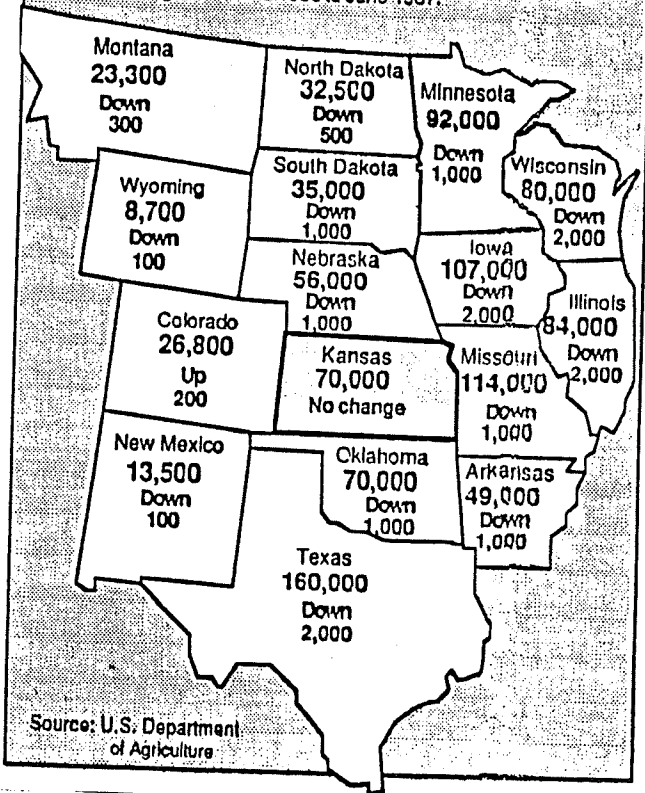 to June 1987.
Montana
23,300
Down
300
North Dakota
32,500
Down
500
Minnesota
92,000
Down
1,000
Wisconsin
80,000
Down
2,000
South Dakota
35,000
Down
1,000
Wyoming
8,700
Down
100
Nebraska
56,000
Down
1,000
Iowa
107,000
Down
2,000
Illinois
84,000
Down
2,000
Colorado
26,800
Up
200
Kansas
70,000
No change
Missouri
114,000
Down
1,000
New Mexico
13,500
Down
100
Oklahoma
70,000
Down
1,000
Arkansas
49,000
Down
1,000
Texas
160,000
Down
2,000
Source: U.S. Department
of Agriculture